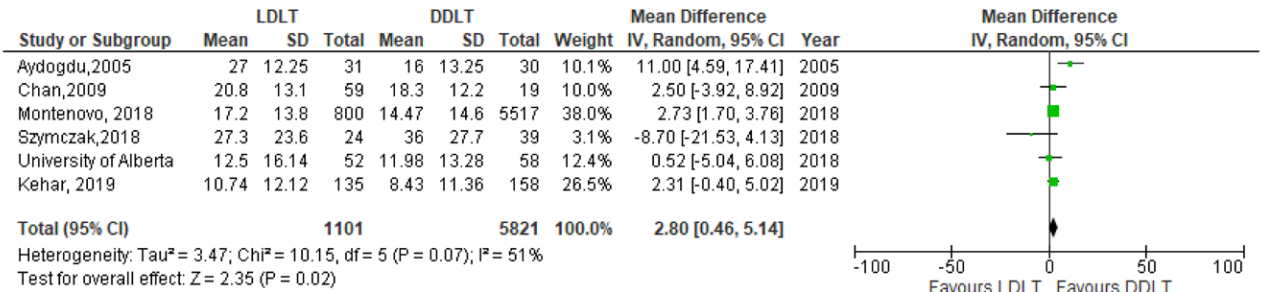 LDLT DDLT Mean Difference Mean Difference
Study or Subgroup Mean SD Total Mean SD Total Weight IV, Random, 95% CI Year IV, Random, 95% CI
Aydogdu,2005 27 12.25 31 16 13.25 30 10.1% 11.00 [4.59, 17.41] 2005
Chan,2009 20.8 13.1 59 18.3 12.2 19 10.0% 2.50 [-3.92, 8.92] 2009
Montenovo, 2018 17.2 13.8 800 14.47 14.6 5517 38.0% 2.73 [1.70, 3.76] 2018
Szymczak,2018 27.3 23.6 24 36 27.7 39 3.1% -8.70 [-21.53, 4.13] 2018
University of Alberta 12.5 16.14 52 11.98 13.28 58 12.4% 0.52 [-5.04, 6.08] 2018
Kehar, 2019 10.74 12.12 135 8.43 11.36 158 26.5% 2.31 [-0.40, 5.02] 2019
Total (95% CI) 1101 5821 100.0% 2.80 [0.46, 5.14]
Heterogeneity: Tau² = 3.47; Chi² = 10.15, df = 5 (P = 0.07); I² = 51%
Test for overall effect: Z = 2.35 (P = 0.02)
-100 -50 0 50 100
Favours LDLT Favours DDLT